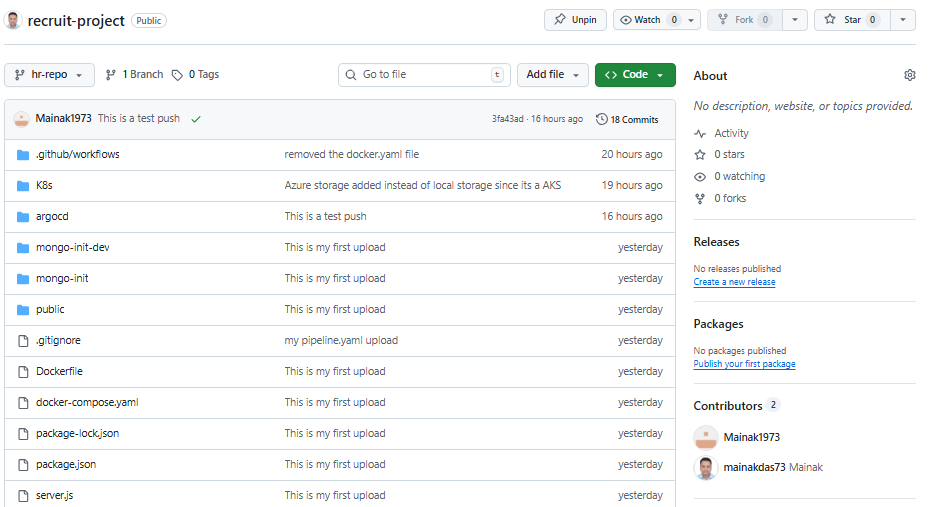 recruit-project Public
Unpin Watch 0 Fork 0 Star 0
hr-repo 1 Branch 0 Tags Go to file t Add file Code
Mainak1973 This is a test push 3fa43ad · 16 hours ago 18 Commits
.github/workflows removed the docker.yaml file 20 hours ago
K8s Azure storage added instead of local storage since its a AKS 19 hours ago
argocd This is a test push 16 hours ago
mongo-init-dev This is my first upload yesterday
mongo-init This is my first upload yesterday
public This is my first upload yesterday
.gitignore my pipeline.yaml upload yesterday
Dockerfile This is my first upload yesterday
docker-compose.yaml This is my first upload yesterday
package-lock.json This is my first upload yesterday
package.json This is my first upload yesterday
server.js This is my first upload yesterday
About
No description, website, or topics provided.
Activity
0 stars
0 watching
0 forks
Releases
No releases published
Create a new release
Packages
No packages published
Publish your first package
Contributors 2
Mainak1973
mainakdas73 Mainak